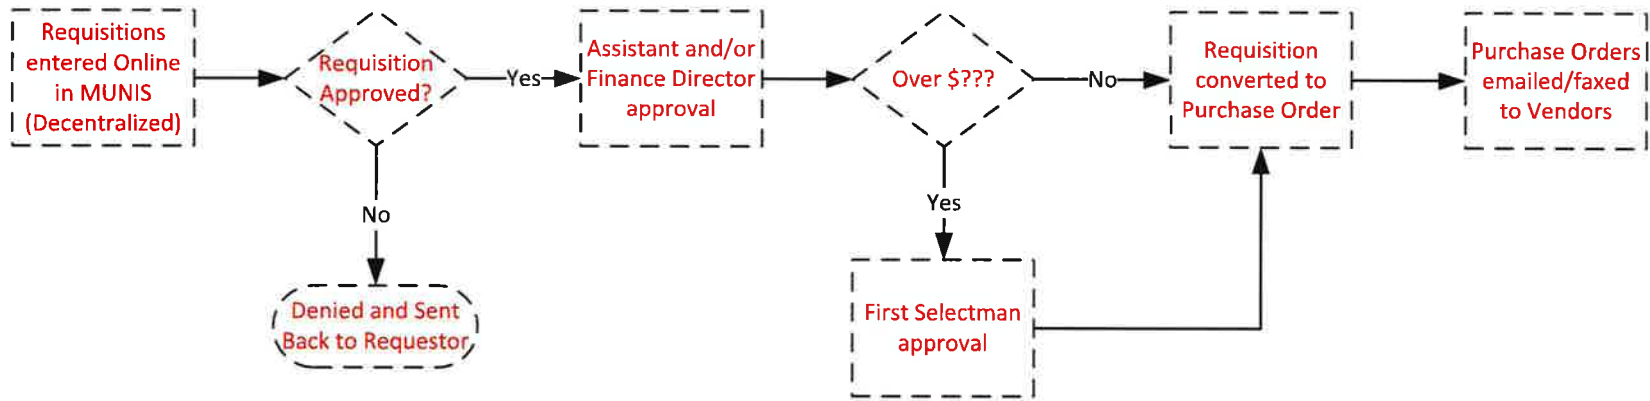 Requisitions
entered Online
in MUNIS
(Decentralized)
Requisition
Approved?
Yes
No
Denied and Sent
Back to Requestor
Assistant and/or
Finance Director
approval
Over $???
No
Yes
First Selectman
approval
Requisition
converted to
Purchase Order
Purchase Orders
emailed/faxed
to Vendors